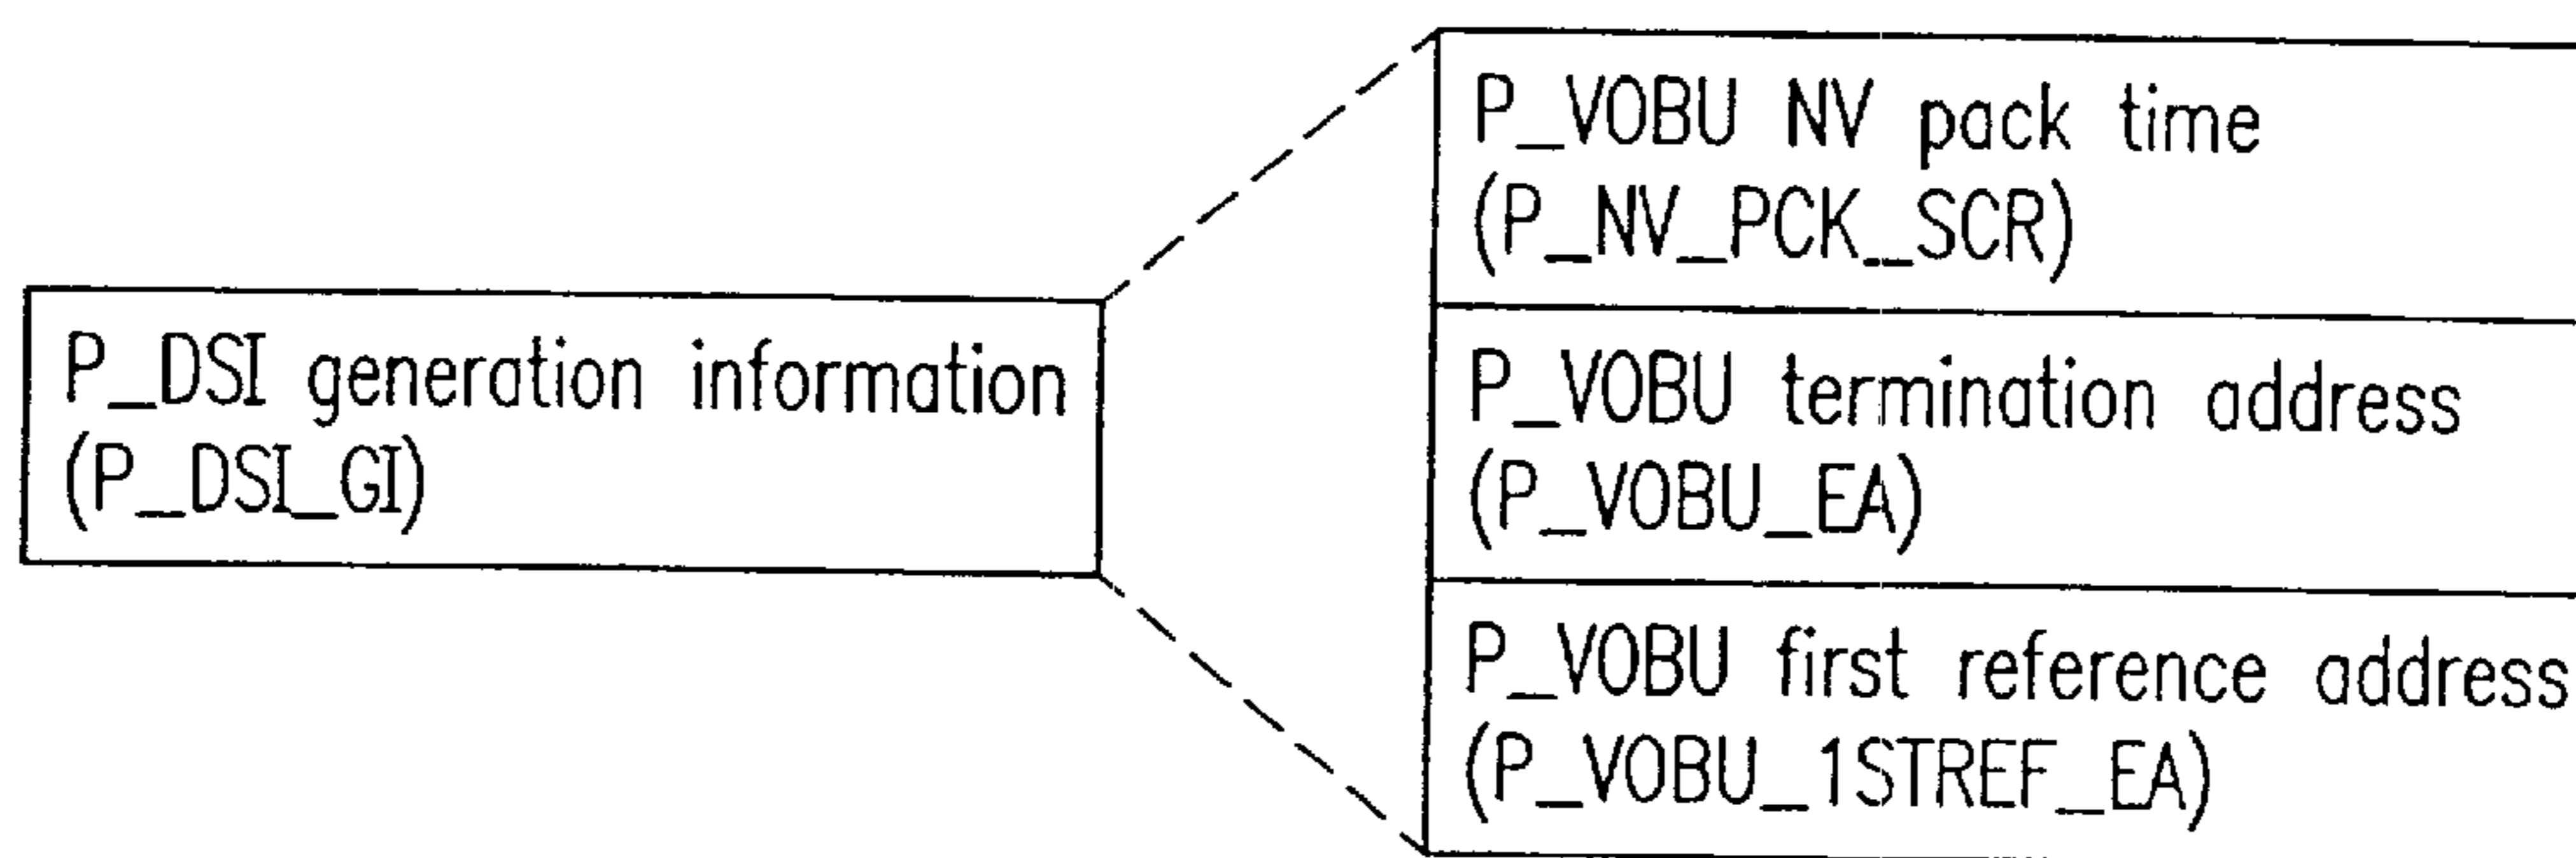 P_DSI generation information
(P_DSI_GI)
P_VOBU NV pack time
(P_NV_PCK_SCR)
P_VOBU termination address
(P_VOBU_EA)
P_VOBU first reference address
(P_VOBU_1STREF_EA)